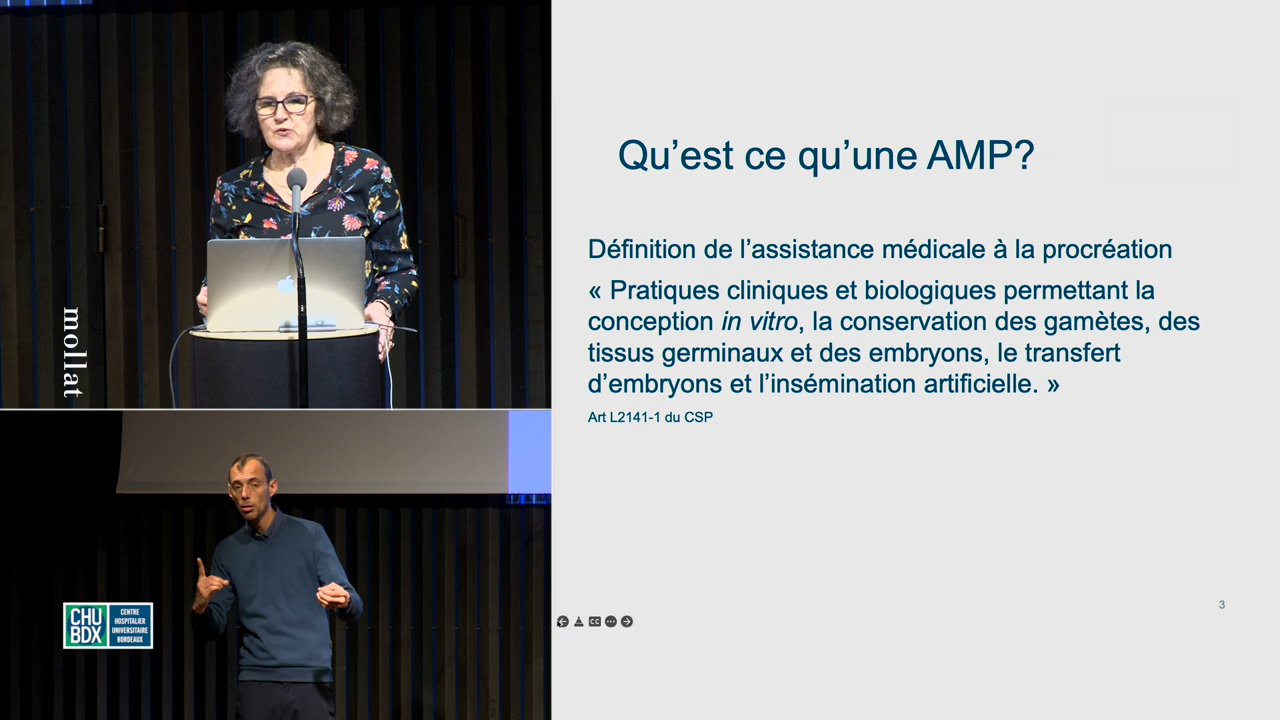 mollat
CHU
BDX
CENTRE
HOSPITALIER
UNIVERSITAIRE
BORDEAUX
Qu’est ce qu’une AMP?
Définition de l’assistance médicale à la procréation
« Pratiques cliniques et biologiques permettant la
conception in vitro, la conservation des gamètes, des
tissus germinaux et des embryons, le transfert
d’embryons et l’insémination artificielle. »
Art L2141-1 du CSP
3
CC